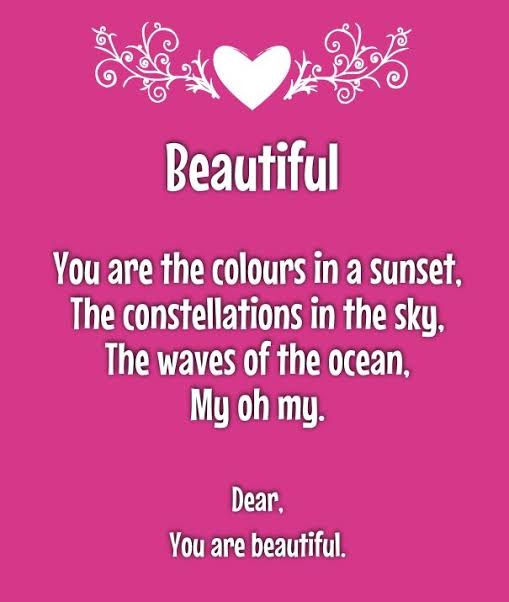 Beautiful
You are the colours in a sunset,
The constellations in the sky,
The waves of the ocean,
My oh my.
Dear,
You are beautiful.